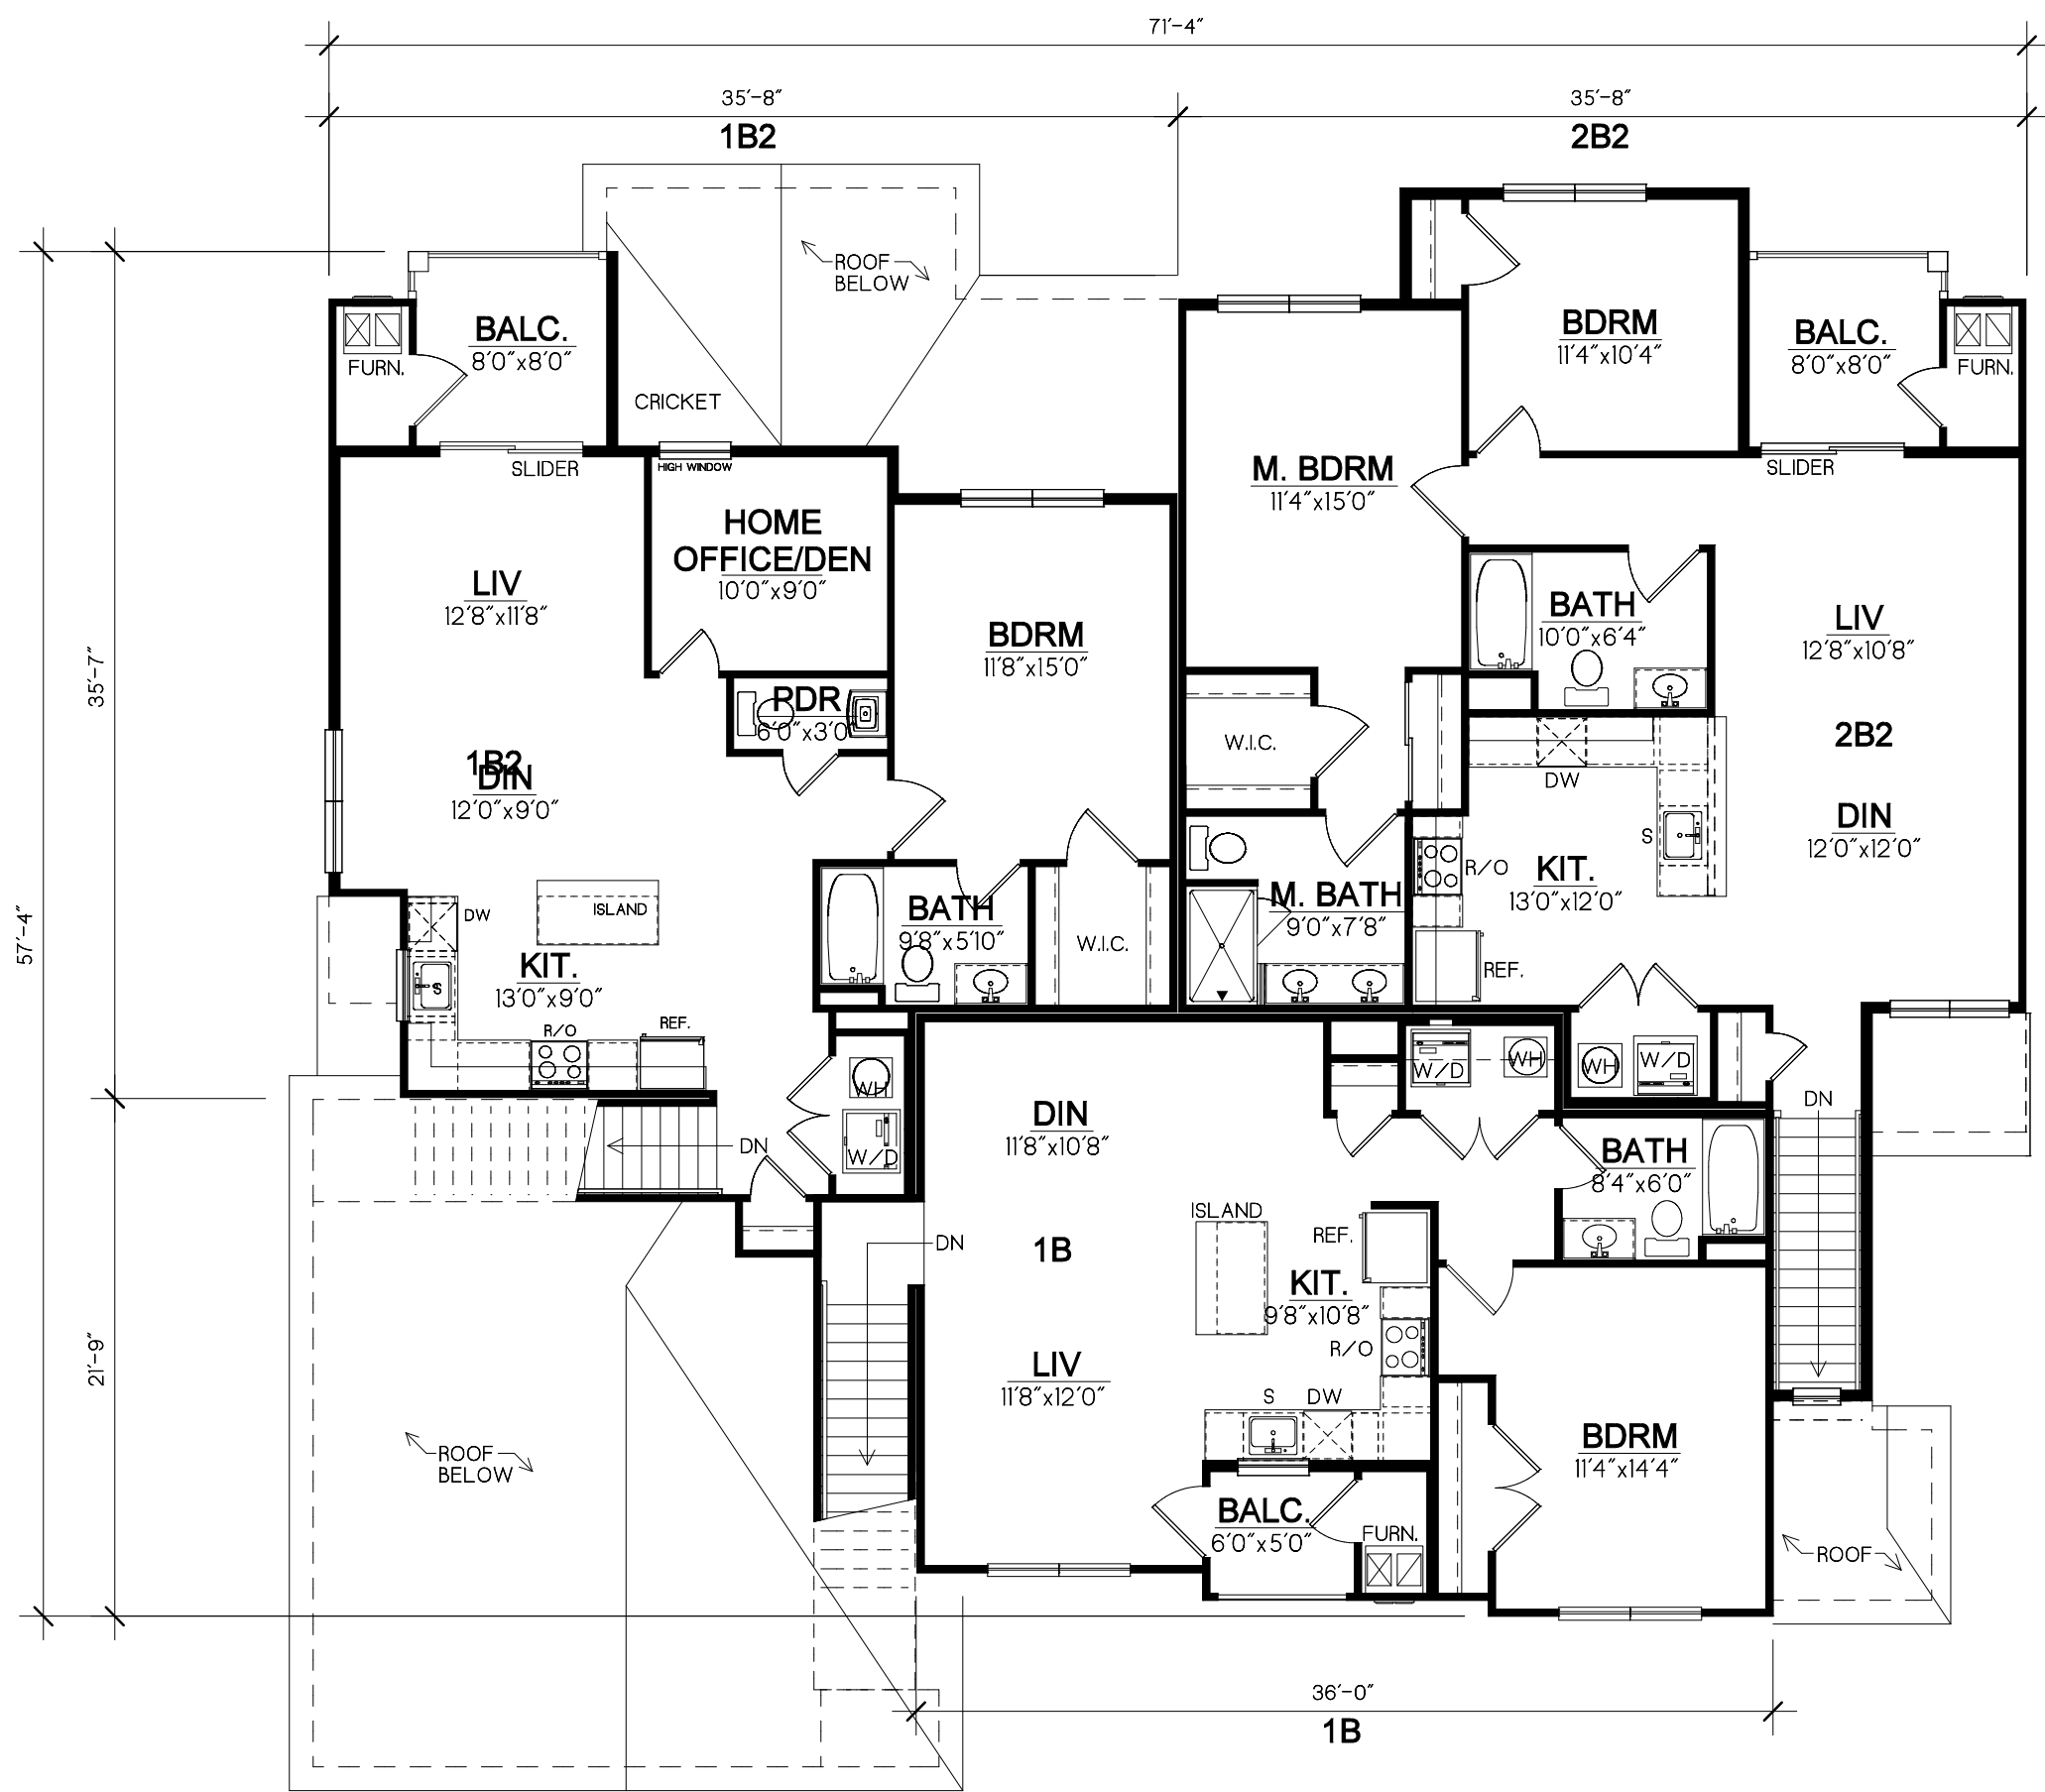 71'-4"
35'-8"
35'-8"
1B2
2B2
ROOF
BELOW
BALC.
8'0"x8'0"
FURN.
BDRM
11'4"x10'4"
BALC.
8'0"x8'0"
FURN.
CRICKET
SLIDER
HIGH WINDOW
SLIDER
M. BDRM
11'4"x15'0"
HOME
OFFICE/DEN
10'0"x9'0"
LIV
12'8"x11'8"
BATH
10'0"x6'4"
LIV
12'8"x10'8"
BDRM
11'8"x15'0"
35'-7"
PDR
6'0"x3'0"
W.I.C.
2B2
1B2
DIN
12'0"x9'0"
DW
S
DIN
12'0"x12'0"
R/O
KIT.
13'0"x12'0"
57'-4"
DW
ISLAND
BATH
9'8"x5'10"
W.I.C.
M. BATH
9'0"x7'8"
REF.
KIT.
13'0"x9'0"
S
R/O
REF.
WH
W/D
WH
WH
W/D
DN
DIN
11'8"x10'8"
DN
W/D
BATH
8'4"x6'0"
ISLAND
REF.
DN
1B
KIT.
9'8"x10'8"
R/O
21'-9"
LIV
11'8"x12'0"
S
DW
ROOF
BELOW
BDRM
11'4"x14'4"
BALC.
6'0"x5'0"
FURN.
ROOF
36'-0"
1B